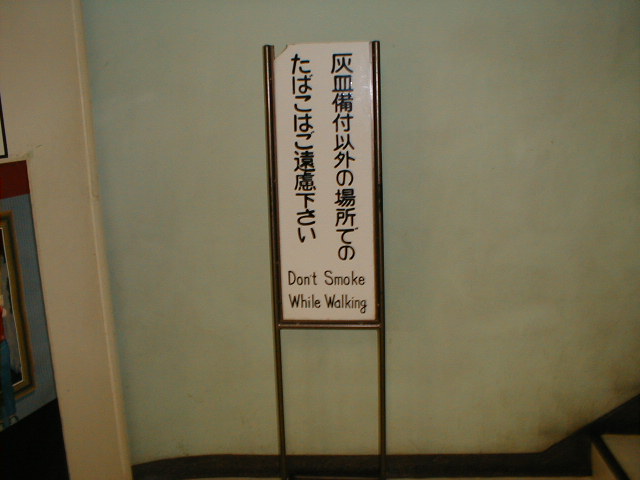 灰皿備付以外の場所での
たばこはご遠慮下さい
Don't Smoke
While Walking